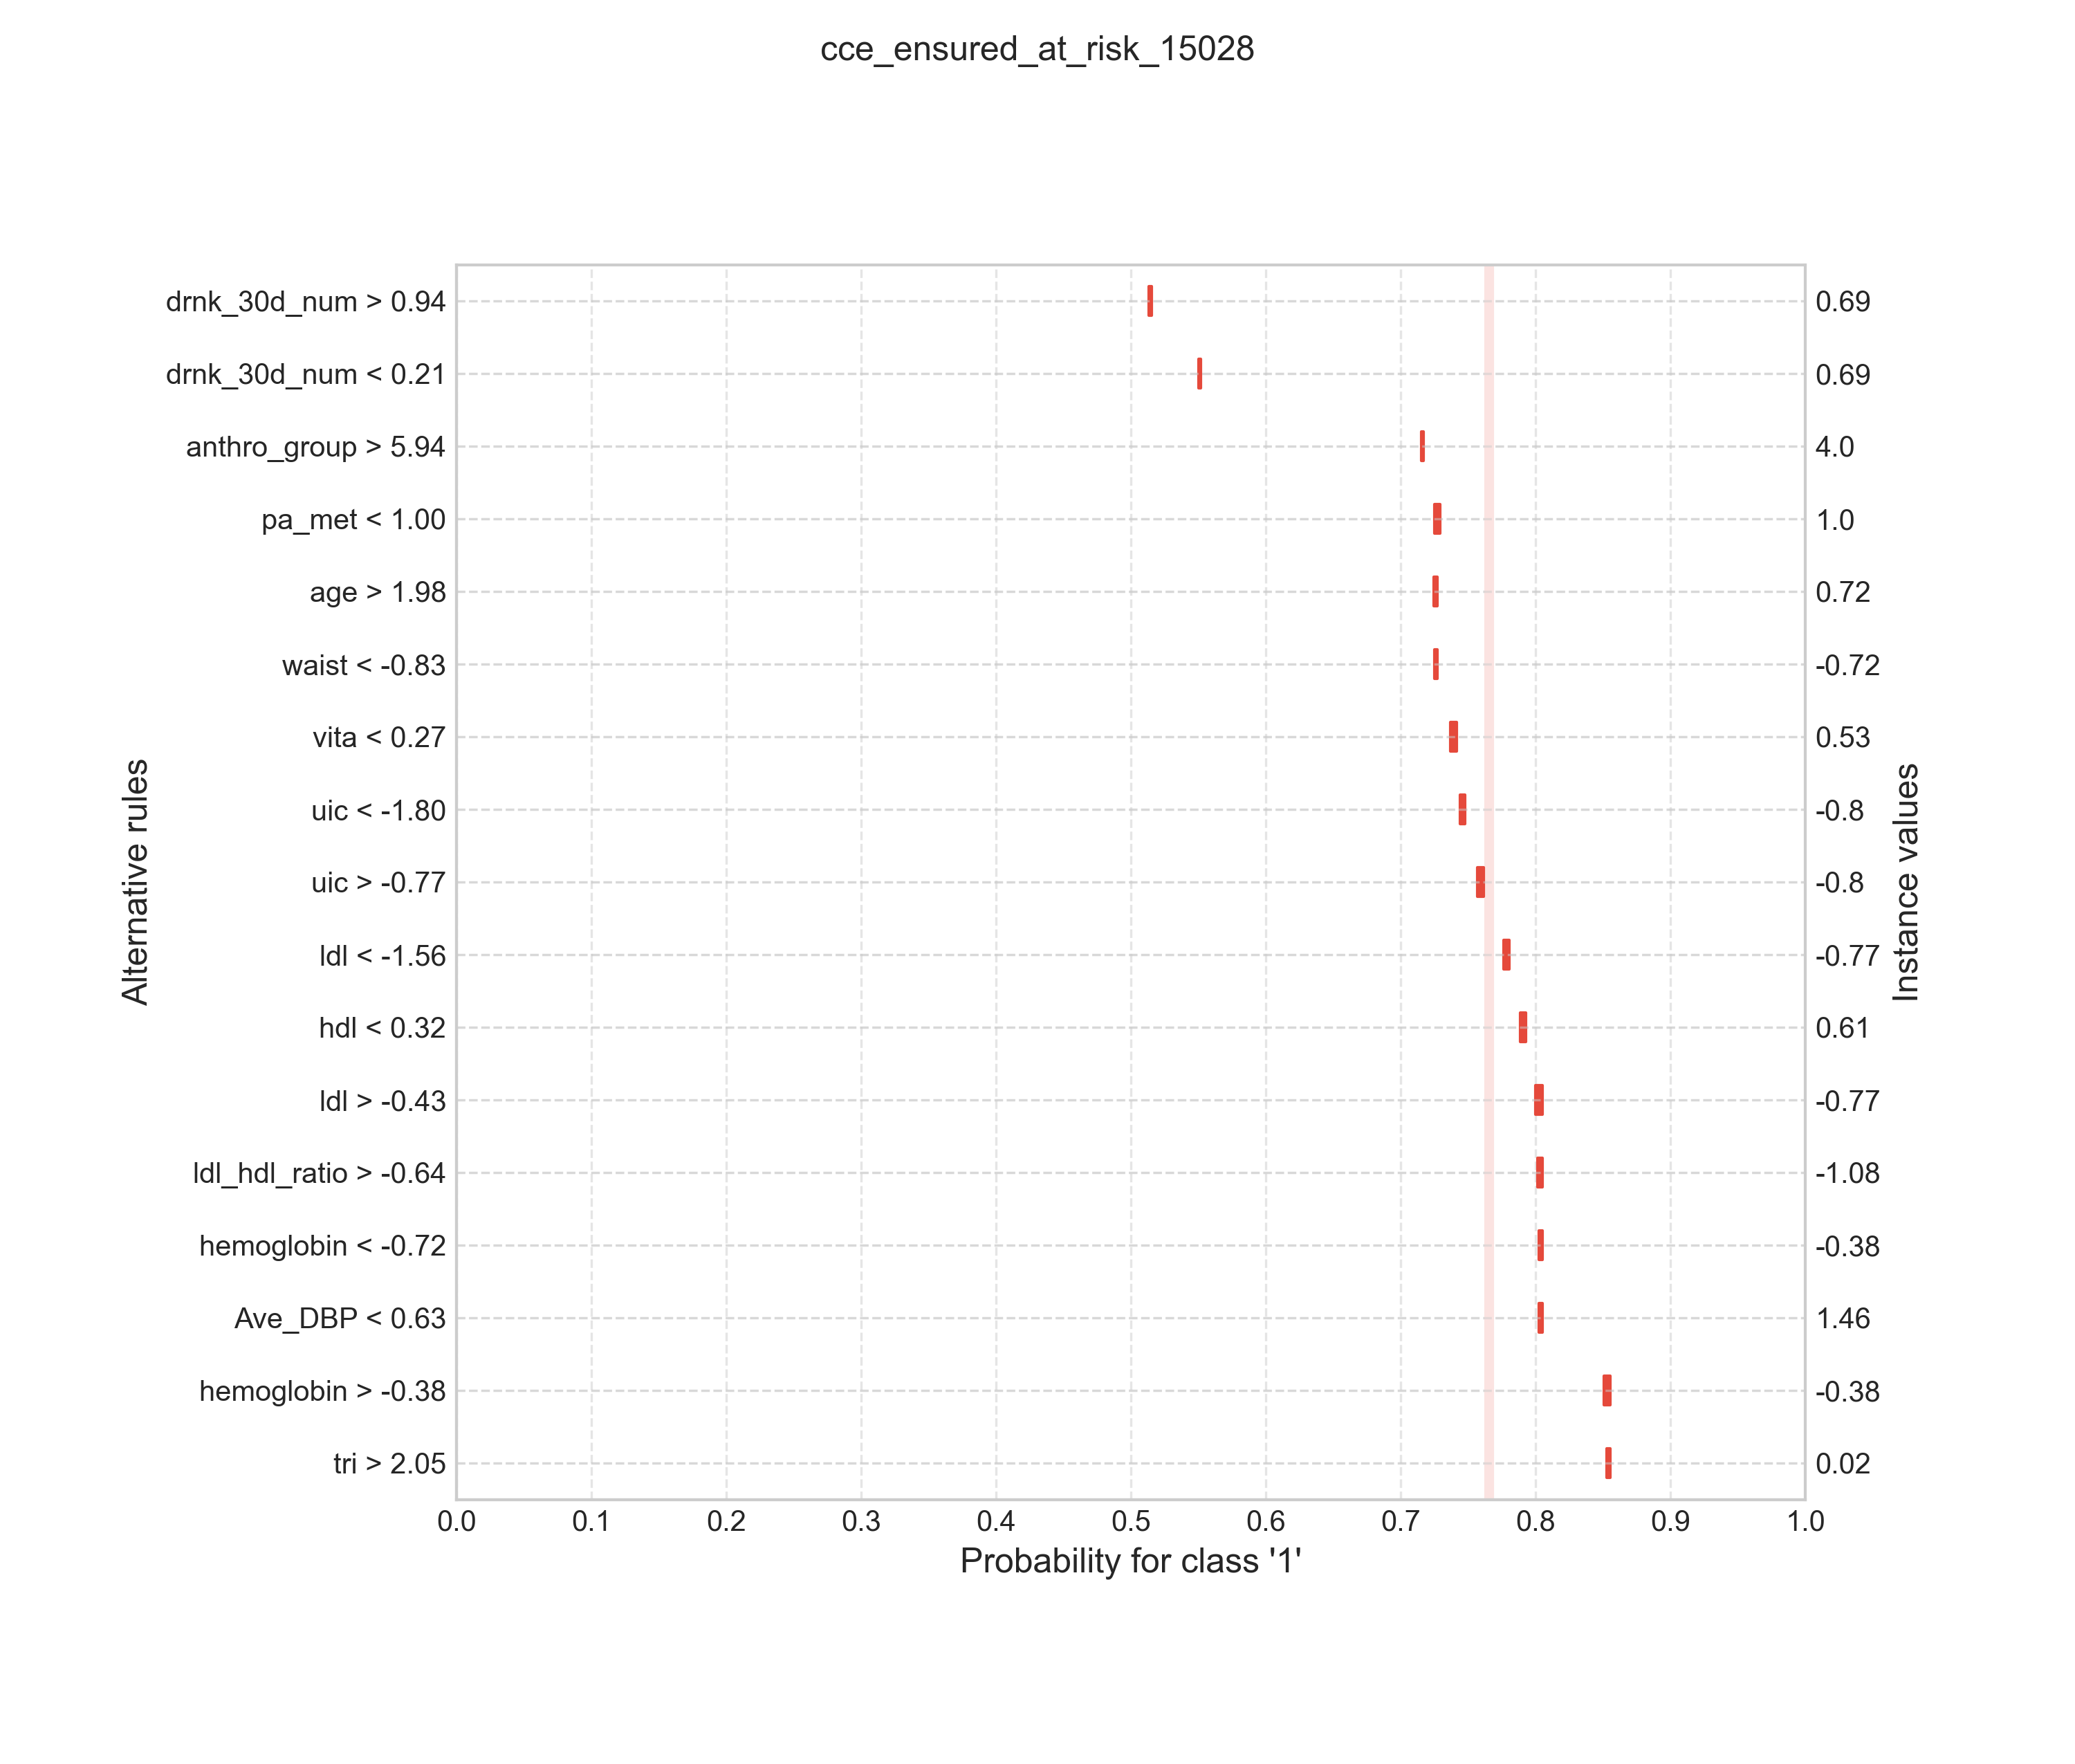 cce_ensured_at_risk_15028
drnk_30d_num > 0.94 0.69
drnk_30d_num < 0.21 0.69
anthro_group > 5.94 4.0
pa_met < 1.00 1.0
age > 1.98 0.72
waist < -0.83 -0.72
vita < 0.27 0.53
uic < -1.80 -0.8
uic > -0.77 -0.8
ldl < -1.56 -0.77
hdl < 0.32 0.61
ldl > -0.43 -0.77
ldl_hdl_ratio > -0.64 -1.08
hemoglobin < -0.72 -0.38
Ave_DBP < 0.63 1.46
hemoglobin > -0.38 -0.38
tri > 2.05 0.02
Alternative rules
Instance values
0.0 0.1 0.2 0.3 0.4 0.5 0.6 0.7 0.8 0.9 1.0
Probability for class '1'